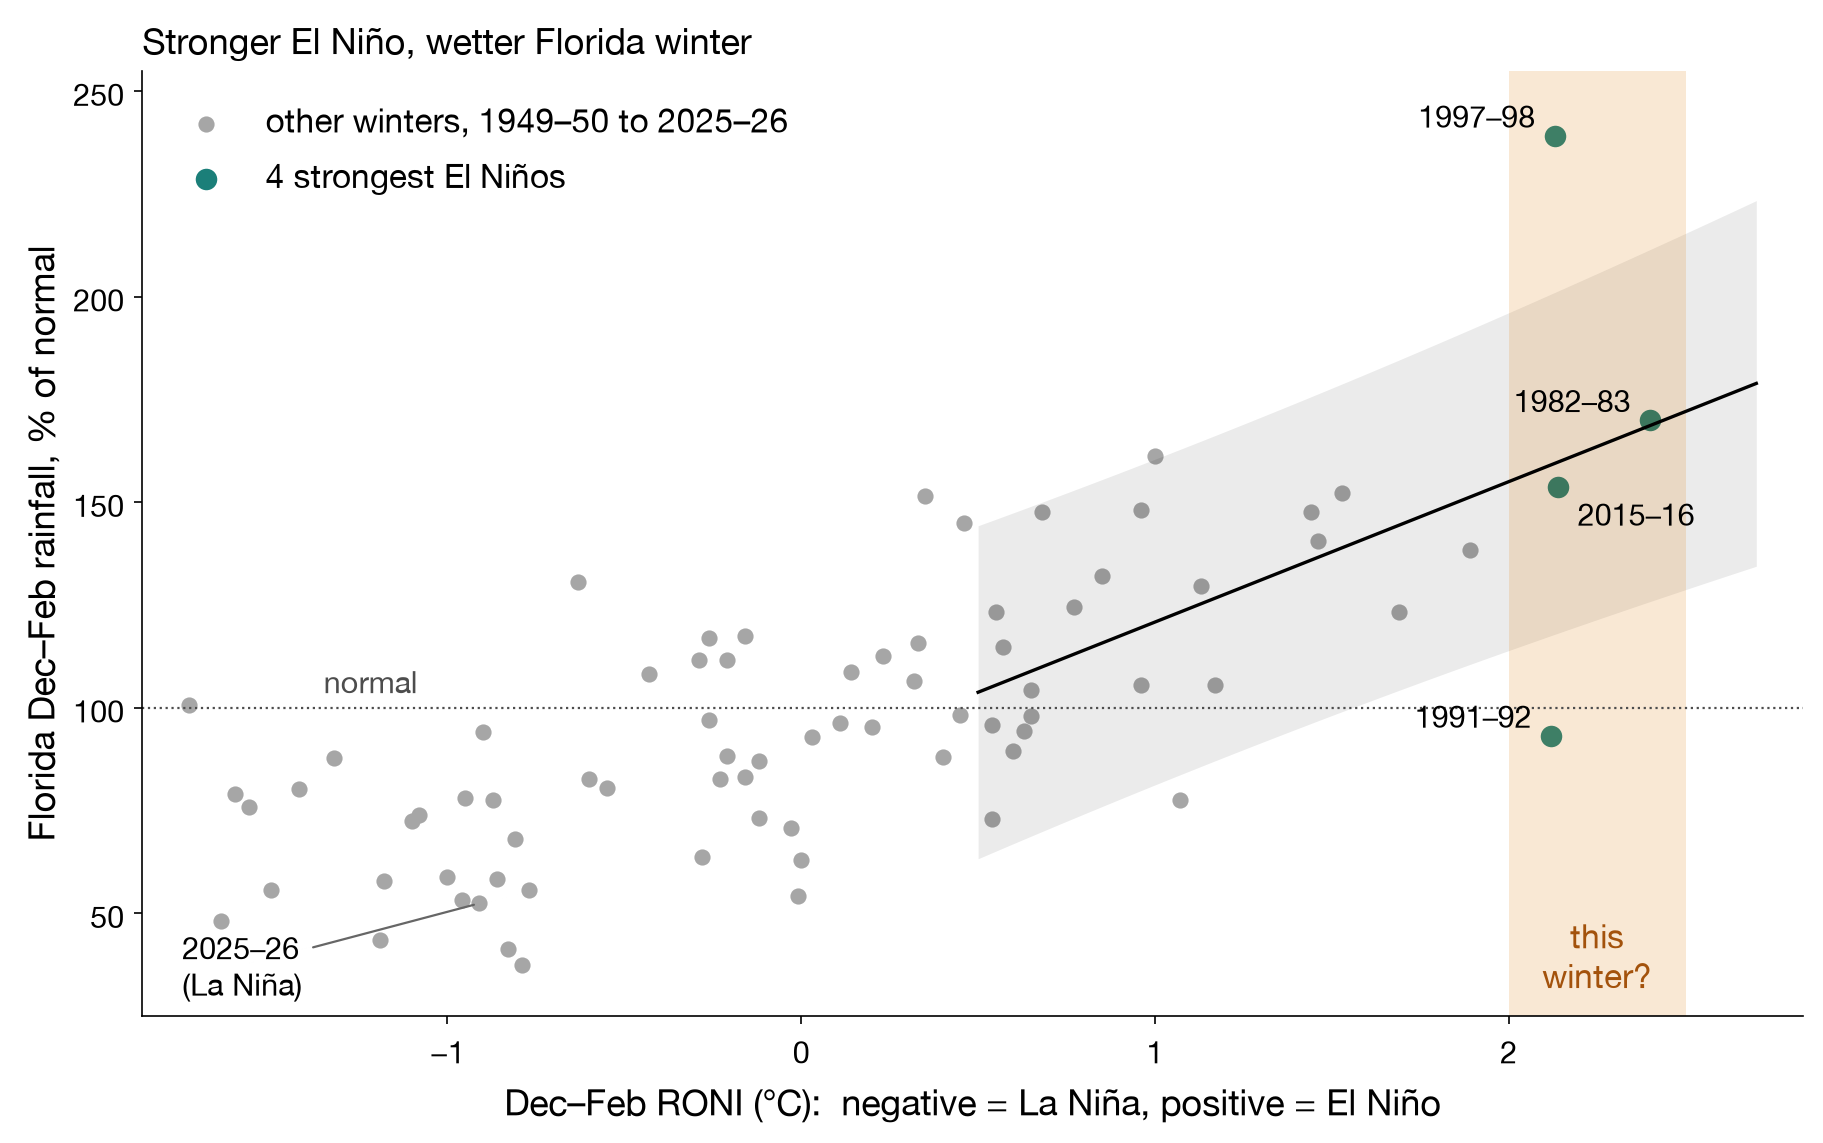 Stronger El Niño, wetter Florida winter
250
200
150
100
50
Florida Dec–Feb rainfall, % of normal
other winters, 1949–50 to 2025–26
4 strongest El Niños
1997–98
1982–83
2015–16
normal
1991–92
2025–26
(La Niña)
this
winter?
−1
0
1
2
Dec–Feb RONI (°C):  negative = La Niña, positive = El Niño